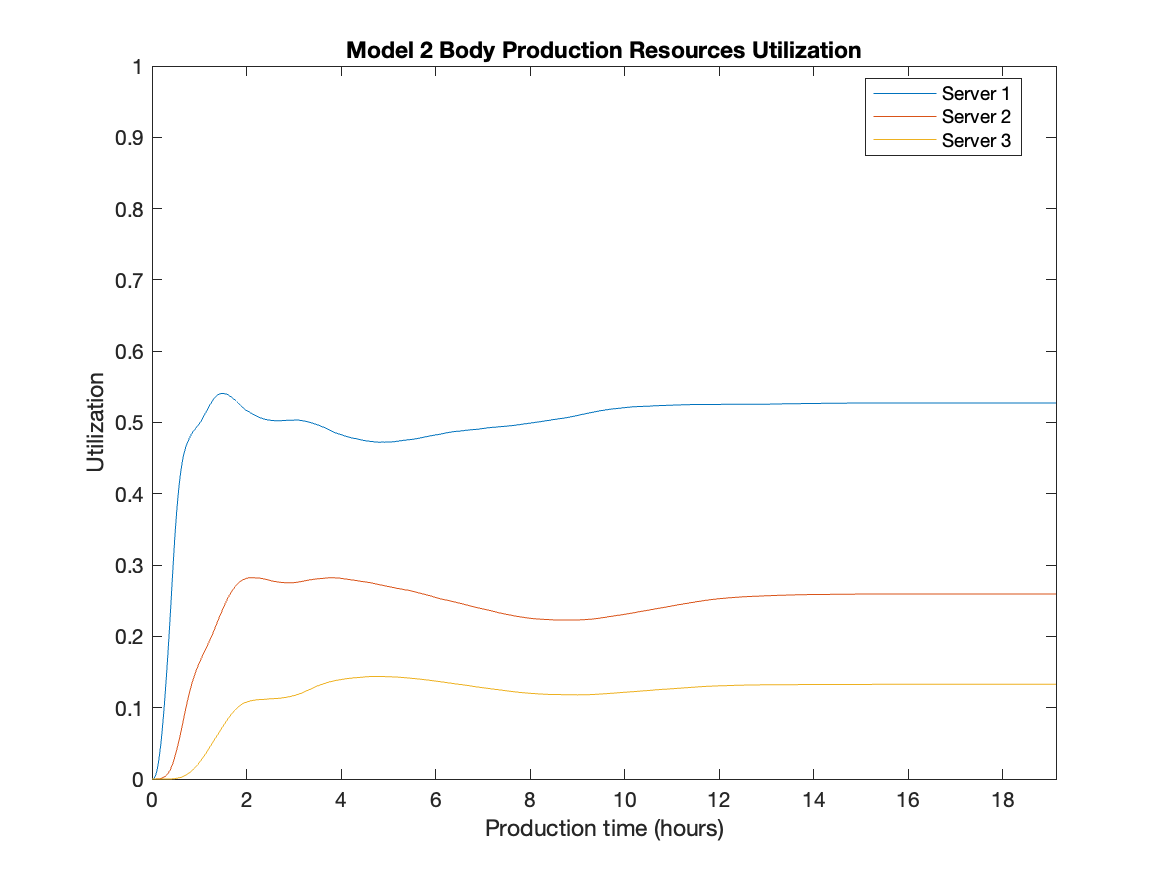 Model 2 Body Production Resources Utilization
Server 1
Server 2
Server 3
1
0.9
0.8
0.7
0.6
0.5
0.4
0.3
0.2
0.1
0
Utilization
0 2 4 6 8 10 12 14 16 18
Production time (hours)